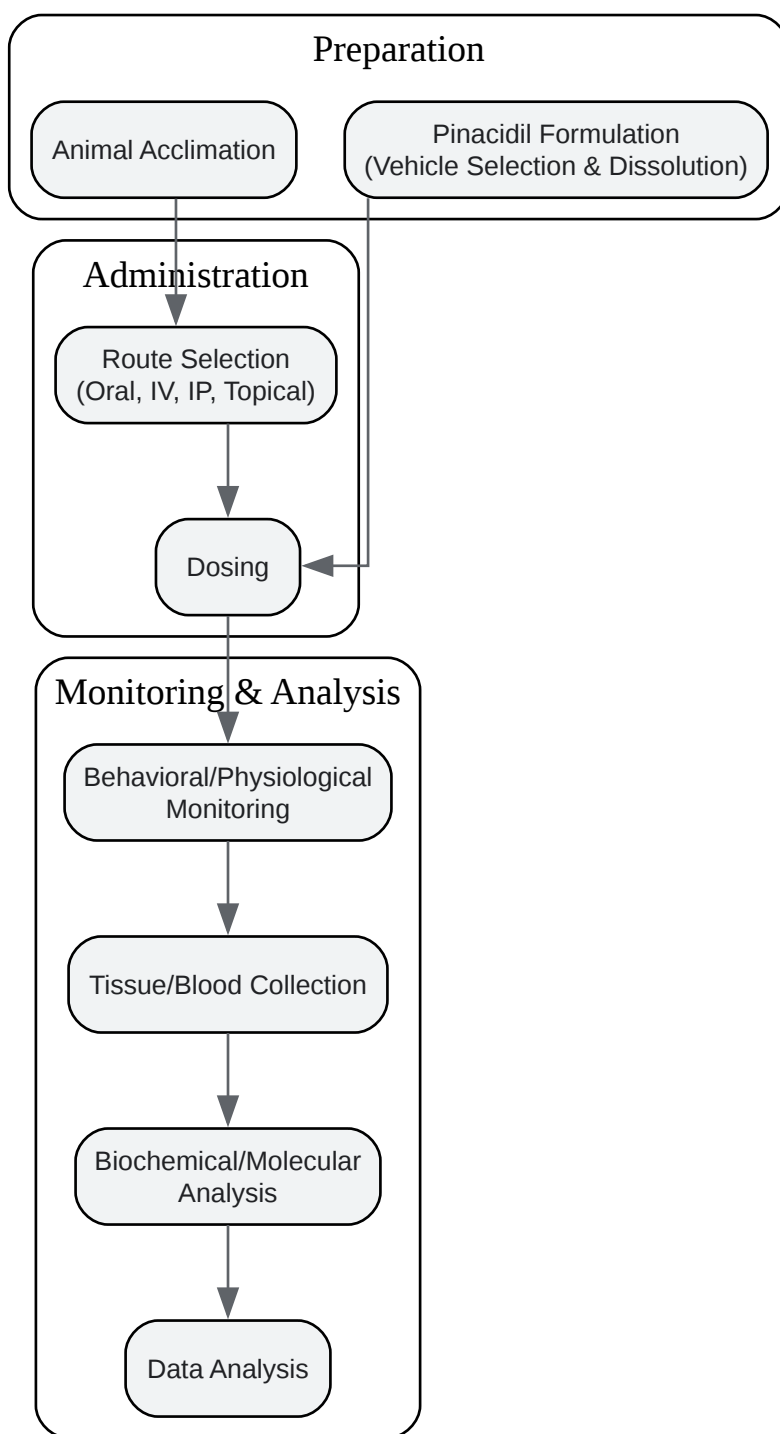 Preparation
Animal Acclimation
Pinacidil Formulation
(Vehicle Selection & Dissolution)
Administration
Route Selection
(Oral, IV, IP, Topical)
Dosing
Monitoring & Analysis
Behavioral/Physiological
Monitoring
Tissue/Blood Collection
Biochemical/Molecular
Analysis
Data Analysis